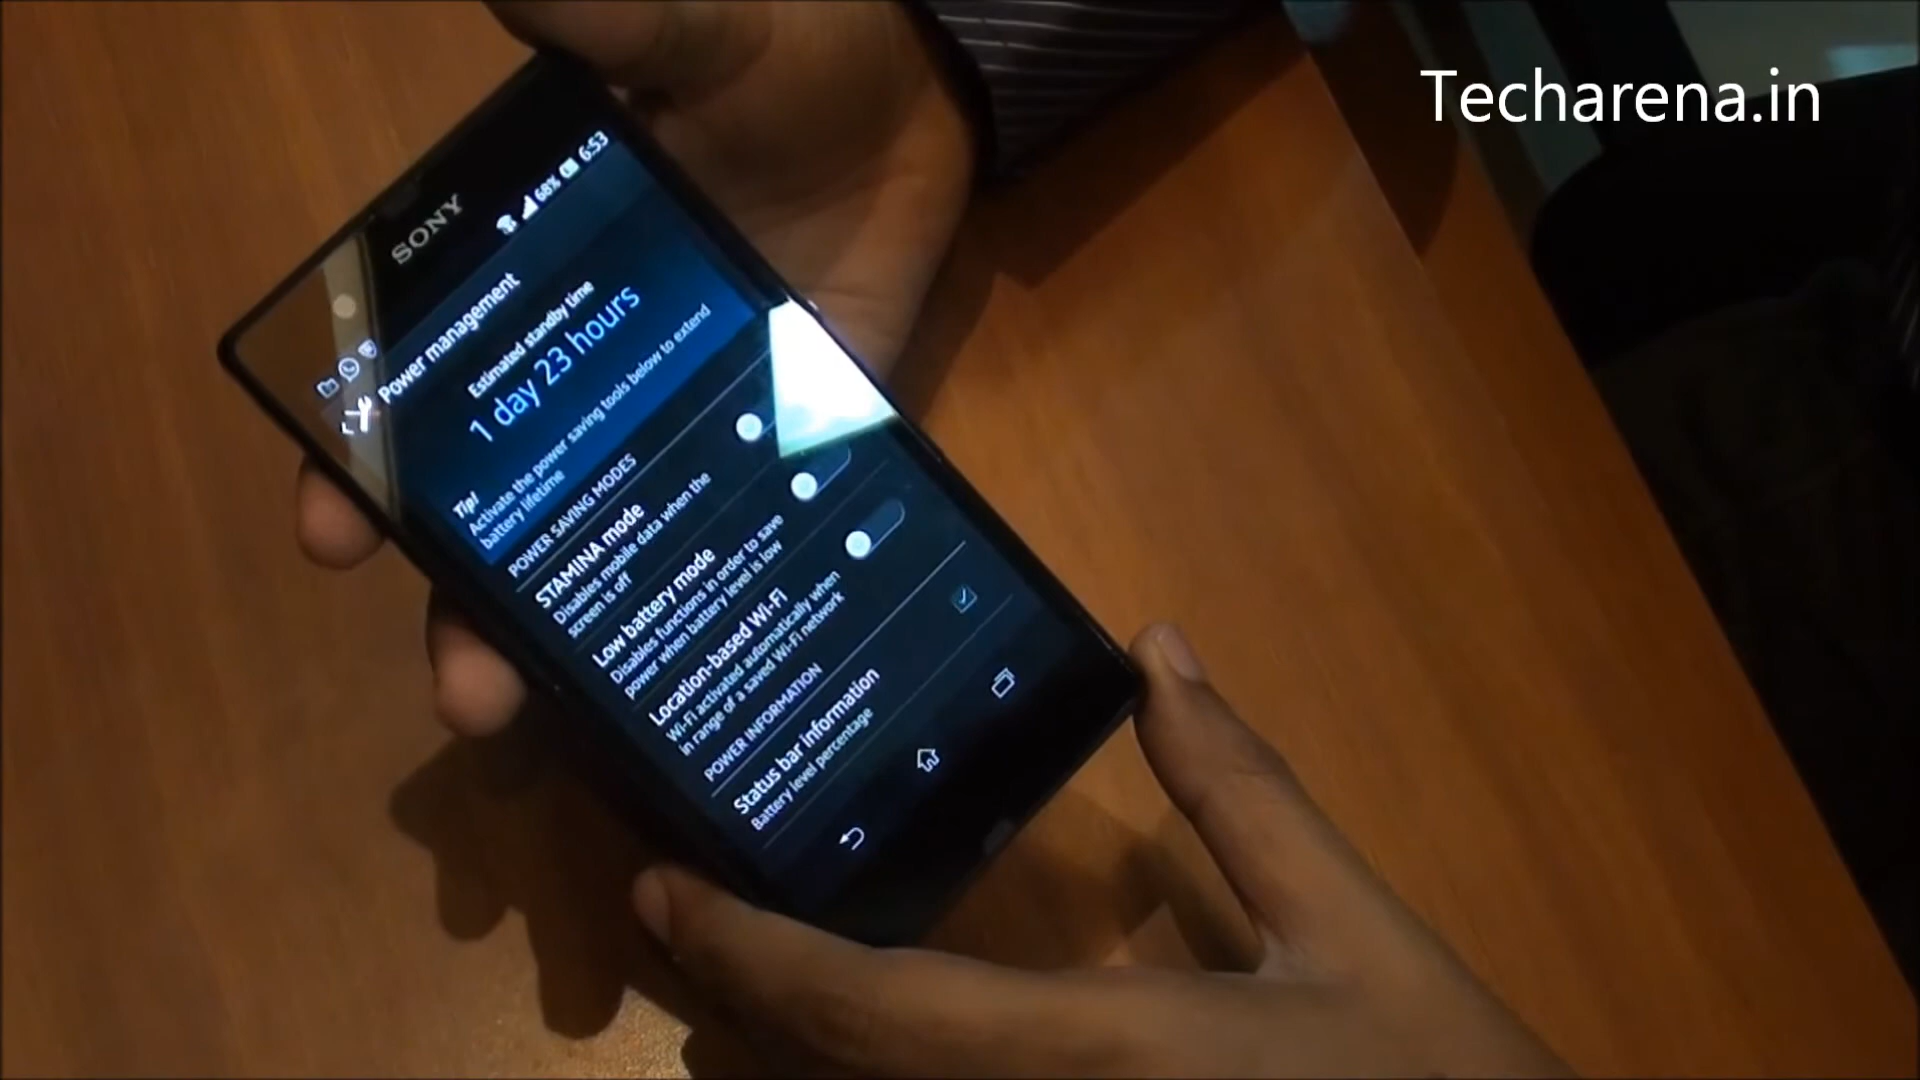 Techarena.in
SONY
68% 6:53
Power management
Estimated standby time
1 day 23 hours
Tip!
Activate the power saving tools below to extend
battery lifetime
POWER SAVING MODES
STAMINA mode
Disables mobile data when the
screen is off
Low battery mode
Disables functions in order to save
power when battery level is low
Location-based Wi-Fi
Wi-Fi activated automatically when
in range of a saved Wi-Fi network
POWER INFORMATION
Status bar information
Battery level percentage